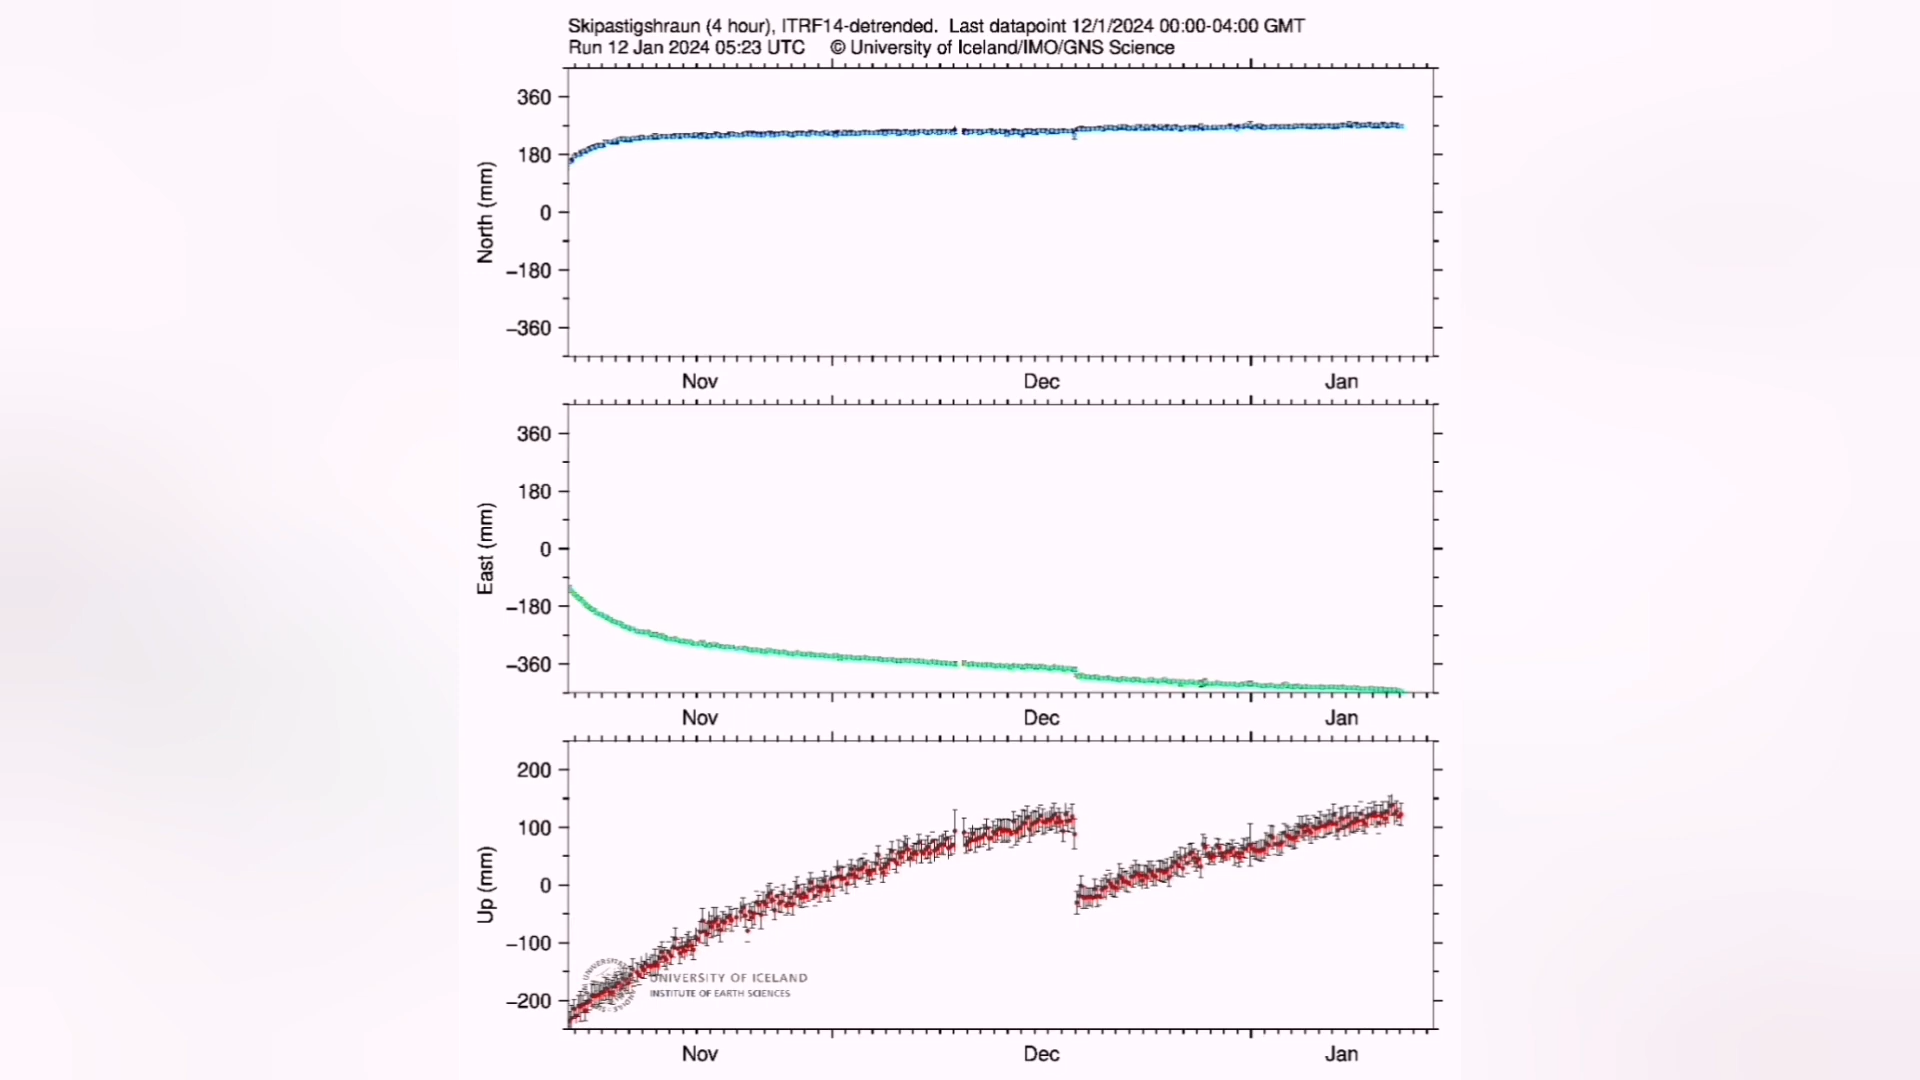 Skipastigshraun (4 hour), ITRF14-detrended. Last datapoint 12/1/2024 00:00-04:00 GMT
Run 12 Jan 2024 05:23 UTC © University of Iceland/IMO/GNS Science
360
180
0
−180
−360
North (mm)
Nov Dec Jan
360
180
0
−180
−360
East (mm)
Nov Dec Jan
200
100
0
−100
−200
Up (mm)
UNIVERSITY OF ICELAND
INSTITUTE OF EARTH SCIENCES
Nov Dec Jan